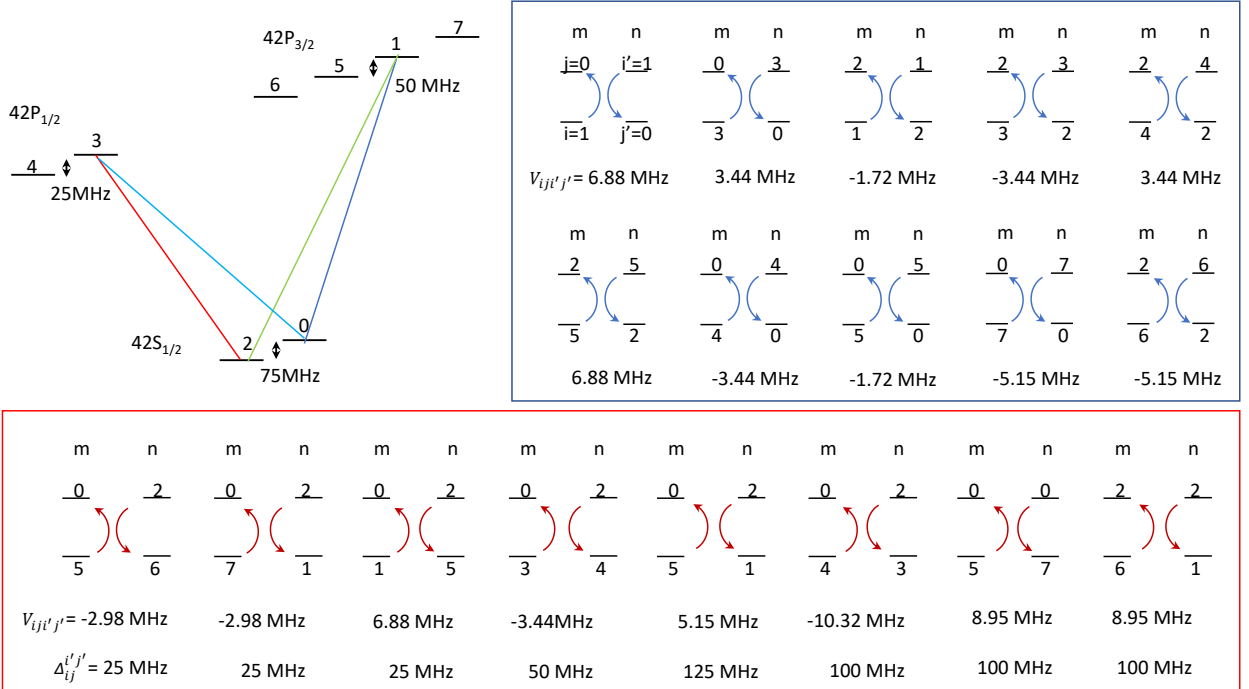 7
42P3/2
1
5
50 MHz
6
42P1/2
3
4
25MHz
0
42S1/2
2
75MHz
m n m n m n m n m n
j=0 i'=1 0 3 2 1 2 3 2 4
i=1 j'=0 3 0 1 2 3 2 4 2
Viji'j'= 6.88 MHz 3.44 MHz -1.72 MHz -3.44 MHz 3.44 MHz
m n m n m n m n m n
2 5 0 4 0 5 0 7 2 6
5 2 4 0 5 0 7 0 6 2
6.88 MHz -3.44 MHz -1.72 MHz -5.15 MHz -5.15 MHz
m n m n m n m n m n m n m n m n
0 2 0 2 0 2 0 2 0 2 0 2 0 0 2 2
5 6 7 1 1 5 3 4 5 1 4 3 5 7 6 1
Viji'j'= -2.98 MHz -2.98 MHz 6.88 MHz -3.44MHz 5.15 MHz -10.32 MHz 8.95 MHz 8.95 MHz
Δiji'j'= 25 MHz 25 MHz 25 MHz 50 MHz 125 MHz 100 MHz 100 MHz 100 MHz